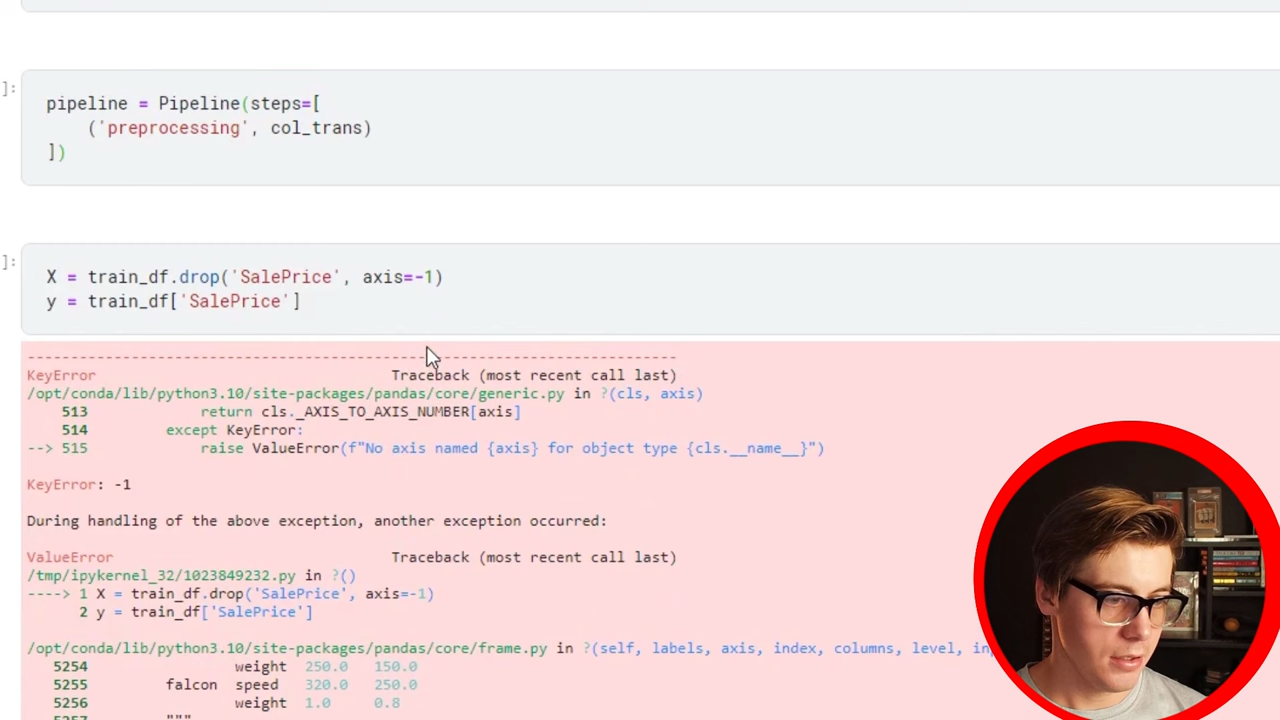 ]:
pipeline = Pipeline(steps=[
('preprocessing', col_trans)
])
]:
X = train_df.drop('SalePrice', axis=-1)
y = train_df['SalePrice']
---------------------------------------------------------------------------
KeyError Traceback (most recent call last)
/opt/conda/lib/python3.10/site-packages/pandas/core/generic.py in ?(cls, axis)
513 return cls._AXIS_TO_AXIS_NUMBER[axis]
514 except KeyError:
--> 515 raise ValueError(f"No axis named {axis} for object type {cls.__name__}")
KeyError: -1
During handling of the above exception, another exception occurred:
ValueError Traceback (most recent call last)
/tmp/ipykernel_32/1023849232.py in ?()
----> 1 X = train_df.drop('SalePrice', axis=-1)
2 y = train_df['SalePrice']
/opt/conda/lib/python3.10/site-packages/pandas/core/frame.py in ?(self, labels, axis, index, columns, level, in
5254 weight 250.0 150.0
5255 falcon speed 320.0 250.0
5256 weight 1.0 0.8
5257 """